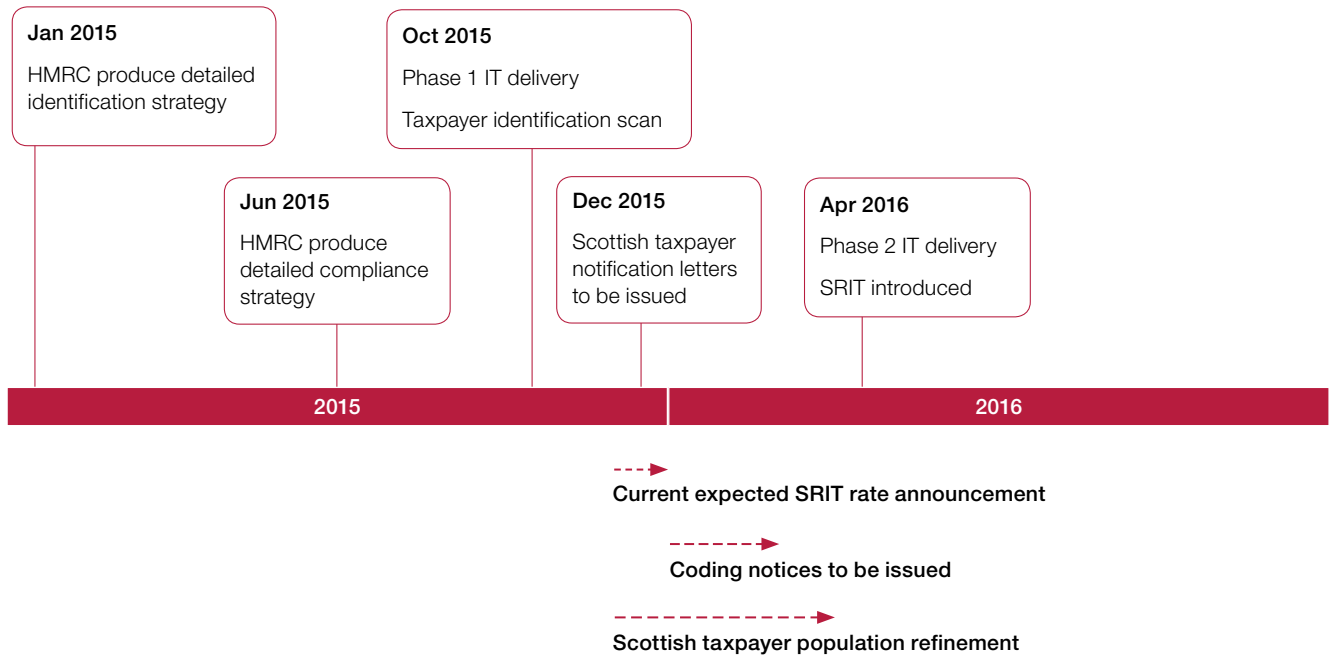 Jan 2015
HMRC produce detailed
identification strategy
Oct 2015
Phase 1 IT delivery
Taxpayer identification scan
Jun 2015
HMRC produce
detailed compliance
strategy
Dec 2015
Scottish taxpayer
notification letters
to be issued
Apr 2016
Phase 2 IT delivery
SRIT introduced
2015
2016
Current expected SRIT rate announcement
Coding notices to be issued
Scottish taxpayer population refinement